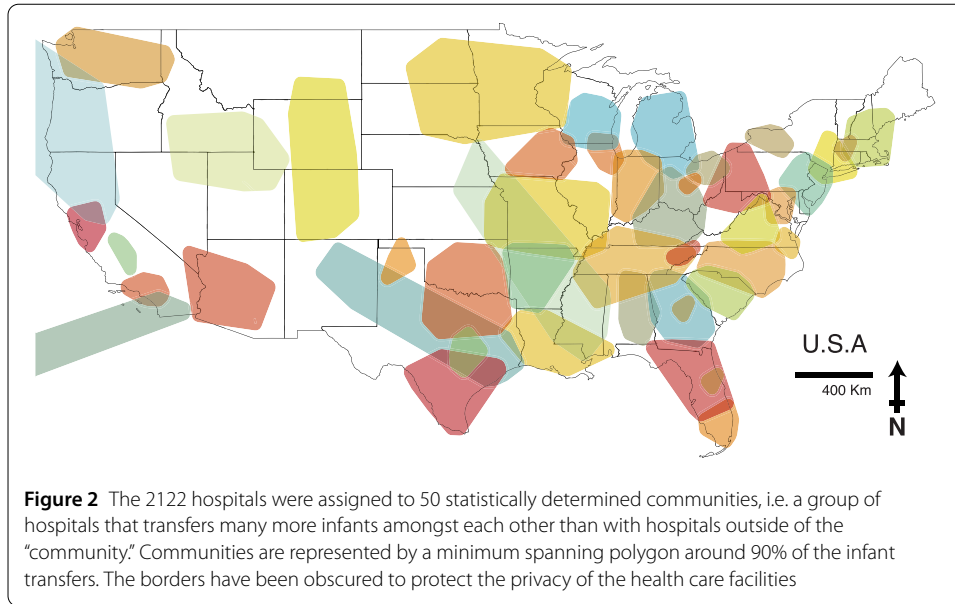 U.S.A
400 Km
N
Figure 2 The 2122 hospitals were assigned to 50 statistically determined communities, i.e. a group of
hospitals that transfers many more infants amongst each other than with hospitals outside of the
“community.” Communities are represented by a minimum spanning polygon around 90% of the infant
transfers. The borders have been obscured to protect the privacy of the health care facilities